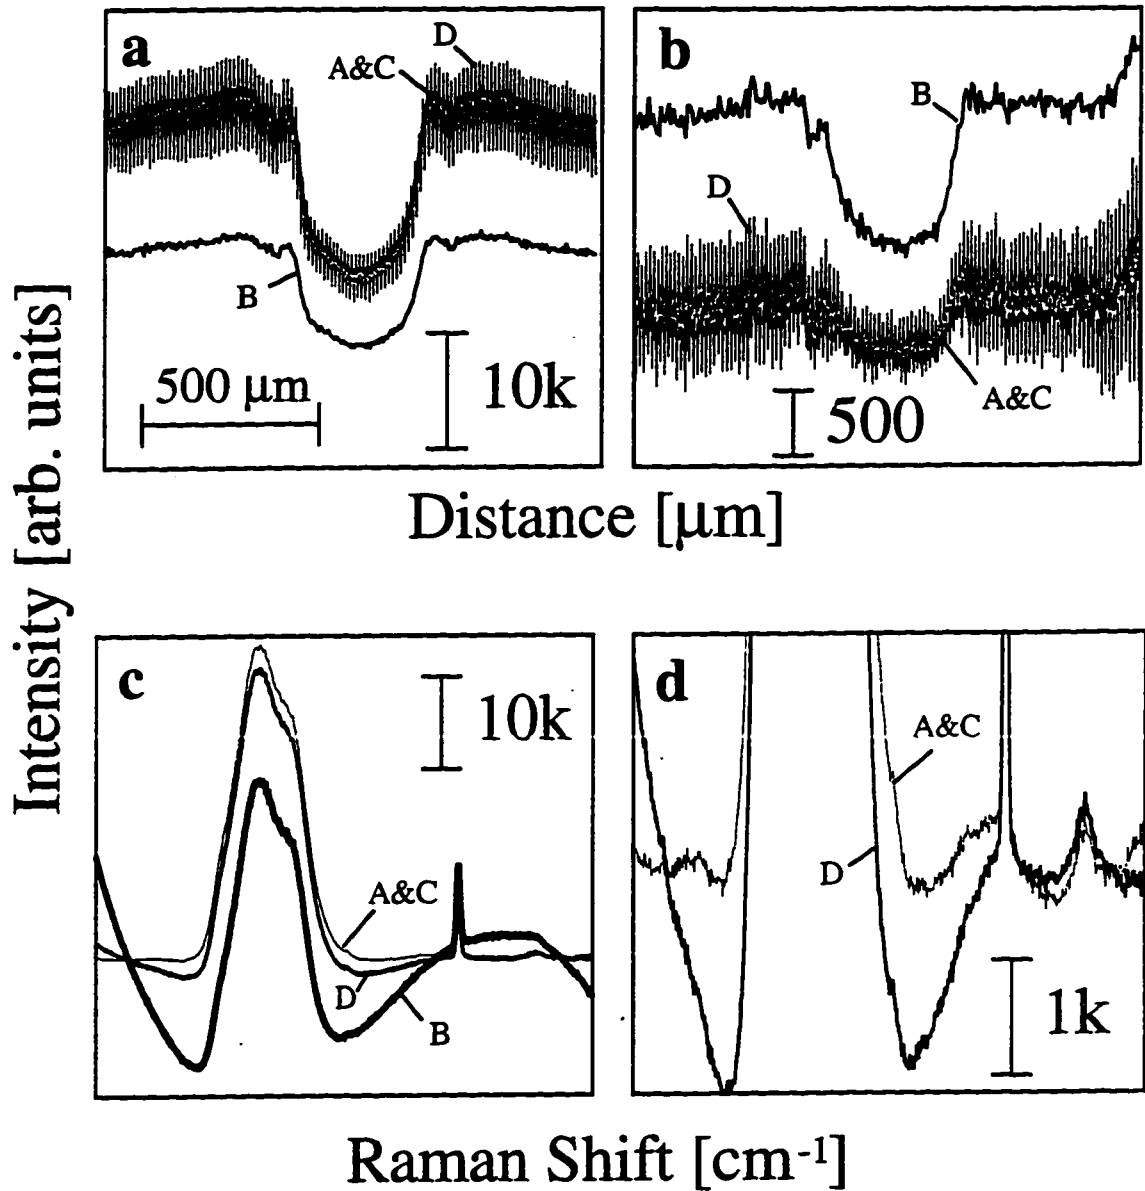 a
D
A&C
B
500 μm
10k
b
B
D
A&C
500
Distance [μm]
Intensity [arb. units]
c
10k
A&C
D
B
d
A&C
D
1k
Raman Shift [cm-1]